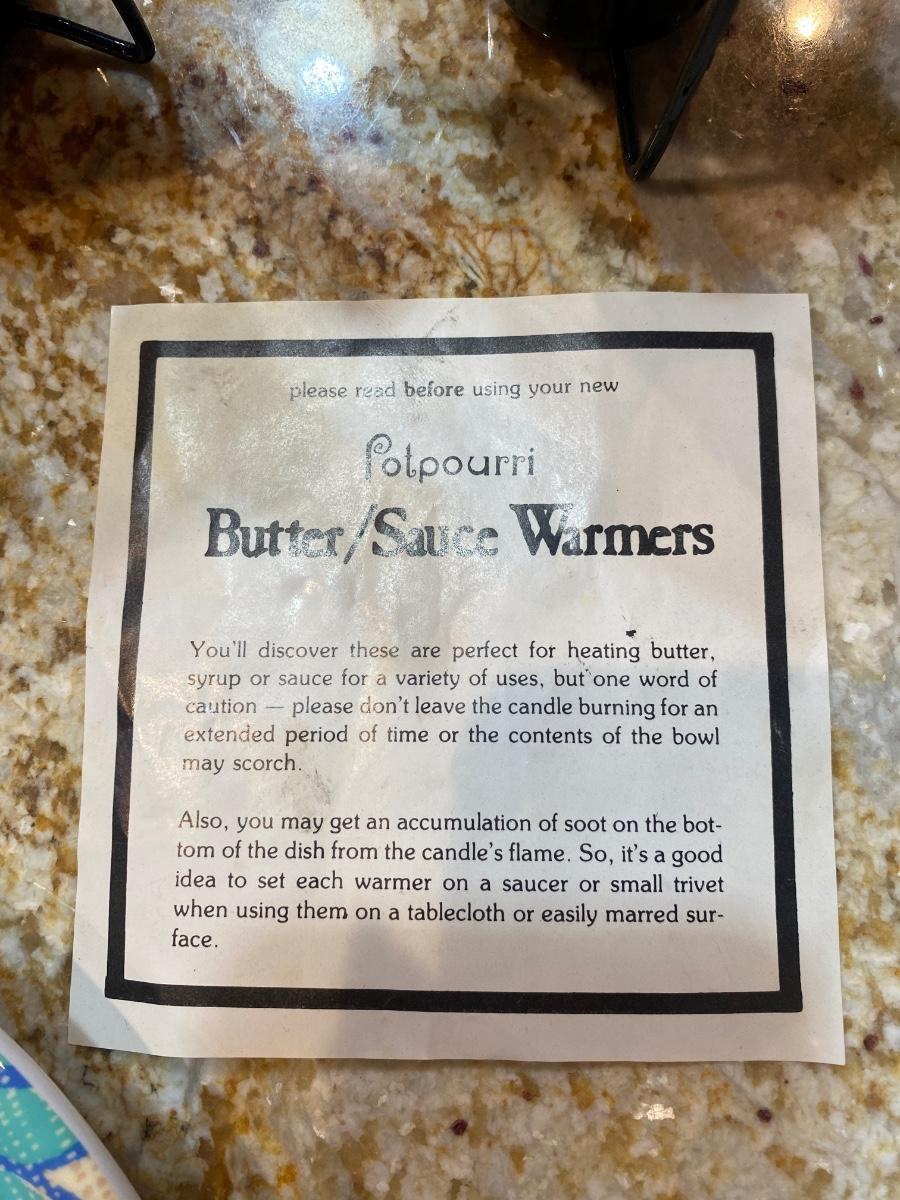 please read before using your new
Potpourri
Butter/Sauce Warmers
You'll discover these are perfect for heating butter,
syrup or sauce for a variety of uses, but one word of
caution — please don't leave the candle burning for an
extended period of time or the contents of the bowl
may scorch.
Also, you may get an accumulation of soot on the bot-
tom of the dish from the candle's flame. So, it's a good
idea to set each warmer on a saucer or small trivet
when using them on a tablecloth or easily marred sur-
face.